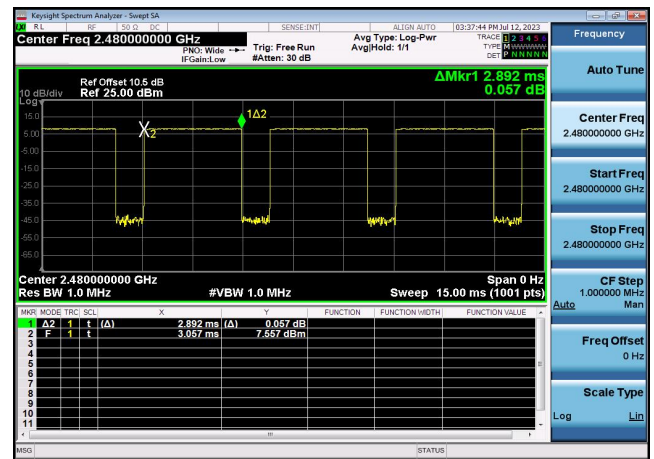 Keysight Spectrum Analyzer - Swept SA
RL RF 50 Ω DC SENSE:INT ALIGN AUTO 03:37:44 PM Jul 12, 2023
Center Freq 2.480000000 GHz
PNO: Wide
IFGain:Low
Trig: Free Run
#Atten: 30 dB
Avg Type: Log-Pwr
Avg|Hold: 1/1
TRACE 1 2 3 4 5 6
TYPE M WWWWW
DET P NNNNN
Frequency
Auto Tune
Center Freq
2.480000000 GHz
Start Freq
2.480000000 GHz
Stop Freq
2.480000000 GHz
CF Step
1.000000 MHz
Auto Man
Freq Offset
0 Hz
Scale Type
Log Lin
Ref Offset 10.5 dB
10 dB/div Ref 25.00 dBm
Log
ΔMkr1 2.892 ms
0.057 dB
15.0
5.00
-5.00
-15.0
-25.0
-35.0
-45.0
-55.0
-65.0
X2
1Δ2
Center 2.480000000 GHz Span 0 Hz
Res BW 1.0 MHz #VBW 1.0 MHz Sweep 15.00 ms (1001 pts)
MKR MODE TRC SCL X Y FUNCTION FUNCTION WIDTH FUNCTION VALUE
1 Δ2 1 t (Δ) 2.892 ms (Δ) 0.057 dB
2 F 1 t 3.057 ms 7.557 dBm
3
4
5
6
7
8
9
10
11
MSG STATUS